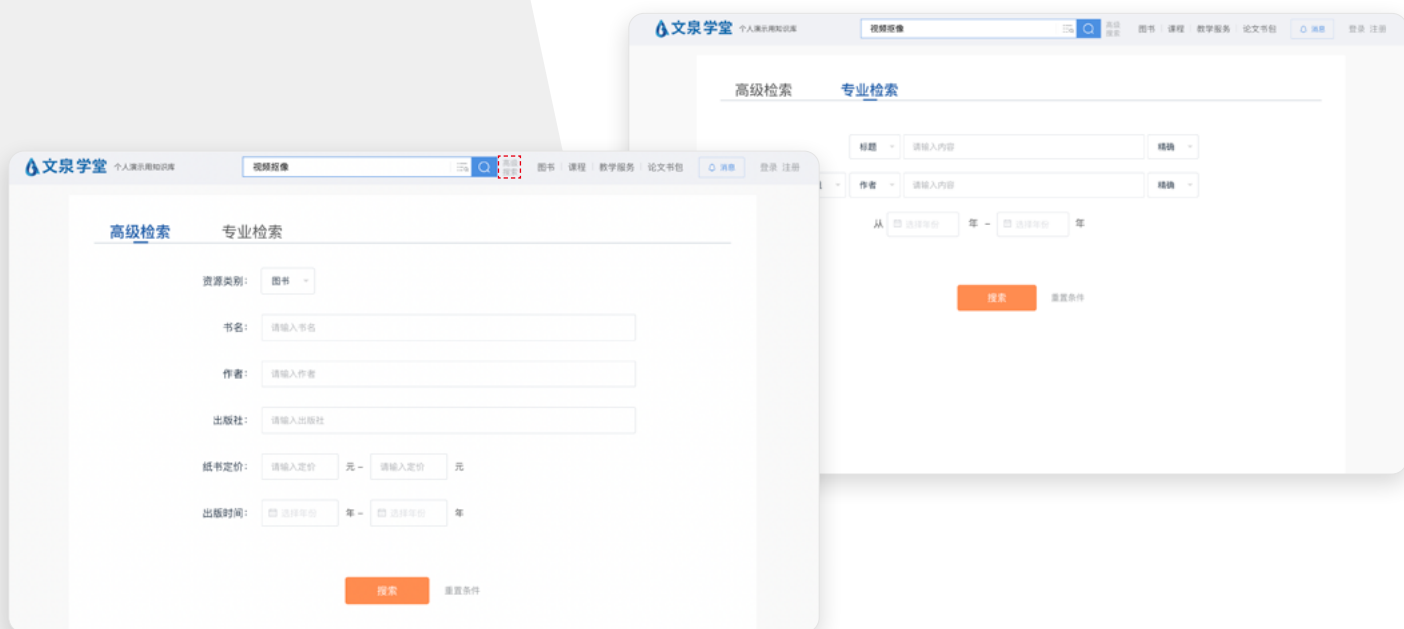 文泉学堂 个人演示用知识库 视频抠像 高级搜索 图书 课程 教学服务 论文书包 消息 登录 注册
高级检索 专业检索
标题 请输入内容 精确
作者 请输入内容 精确
从 选择年份 年 – 选择年份 年
搜索 重置条件
文泉学堂 个人演示用知识库 视频抠像 高级搜索 图书 课程 教学服务 论文书包 消息 登录 注册
高级检索 专业检索
资源类别: 图书
书名: 请输入书名
作者: 请输入作者
出版社: 请输入出版社
纸书定价: 请输入定价 元 – 请输入定价 元
出版时间: 选择年份 年 – 选择年份 年
搜索 重置条件